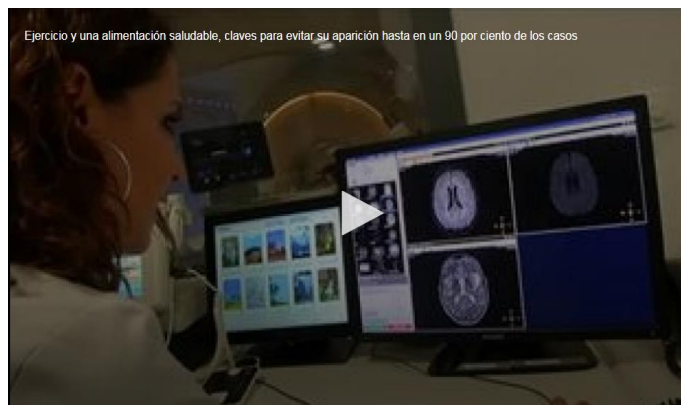 Ejercicio y una alimentación saludable, claves para evitar su aparición hasta en un 90 por ciento de los casos